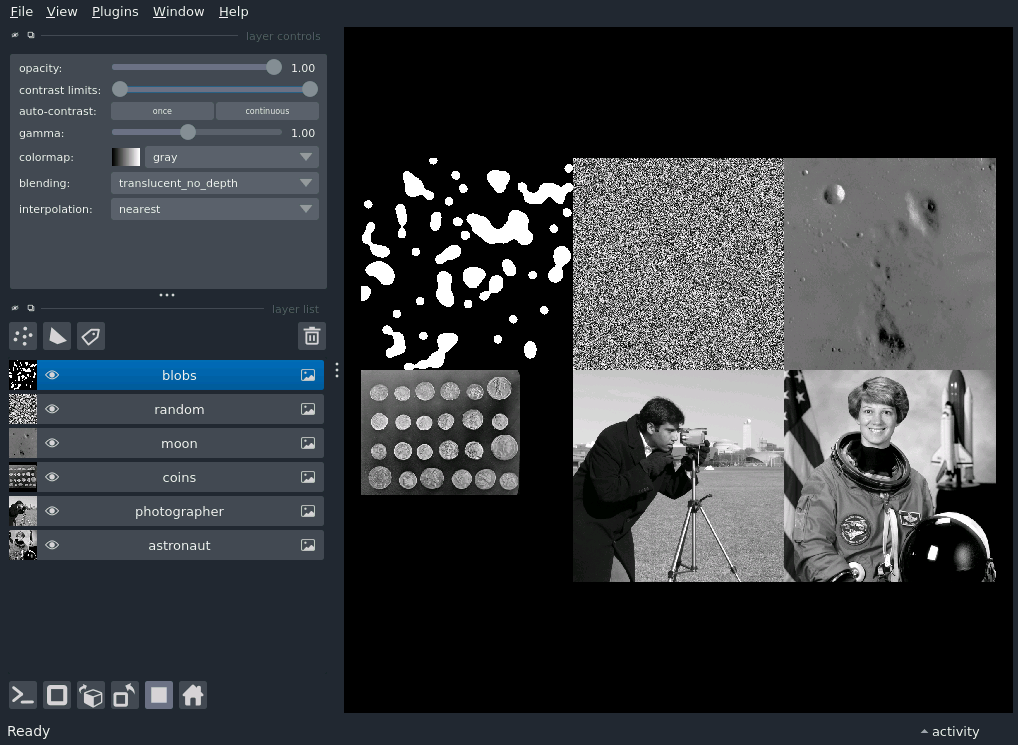 File View Plugins Window Help
layer controls
opacity: 1.00
contrast limits:
auto-contrast: once continuous
gamma: 1.00
colormap: gray
blending: translucent_no_depth
interpolation: nearest
layer list
blobs
random
moon
coins
photographer
astronaut
Ready
activity